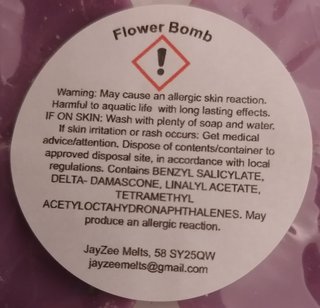 Flower Bomb
Warning: May cause an allergic skin reaction.
Harmful to aquatic life with long lasting effects.
IF ON SKIN: Wash with plenty of soap and water.
If skin irritation or rash occurs: Get medical
advice/attention. Dispose of contents/container to
approved disposal site, in accordance with local
regulations. Contains BENZYL SALICYLATE,
DELTA- DAMASCONE, LINALYL ACETATE,
TETRAMETHYL
ACETYLOCTAHYDRONAPHTHALENES. May
produce an allergic reaction.
JayZee Melts, 58 SY25QW
jayzeemelts@gmail.com